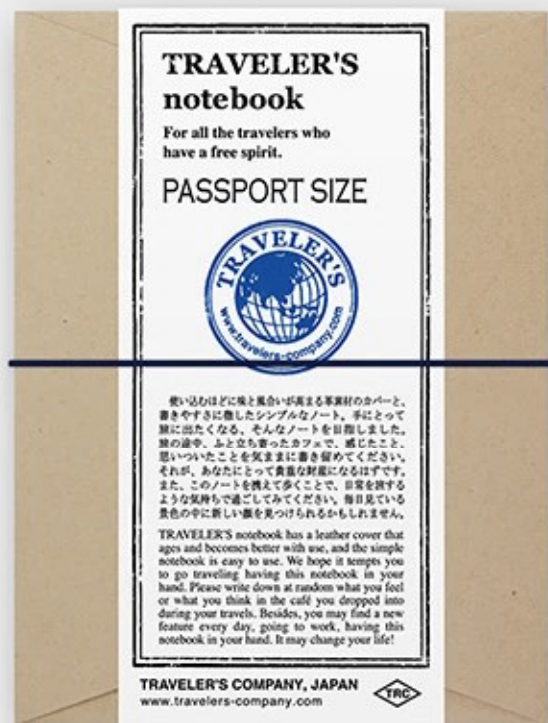 TRAVELER'S
notebook
For all the travelers who
have a free spirit.
PASSPORT SIZE
TRAVELER'S
www.travelers-company.com
使い込むほどに味と風合いが高まる革素材のカバーと、
書きやすさに徹したシンプルなノート。手にとって
旅に出たくなる、そんなノートを目指しました。
旅の途中、ふと立ち寄ったカフェで、感じたこと、
思いついたことを気ままに書き留めてください。
それが、あなたにとって貴重な財産になるはずです。
また、このノートを携えて歩くことで、日常を旅する
ような気持ちで過ごしてみてください。毎日見ている
景色の中に新しい顔を見つけられるかもしれません。
TRAVELER'S notebook has a leather cover that
ages and becomes better with use, and the simple
notebook is easy to use. We hope it tempts you
to go traveling having this notebook in your
hand. Please write down at random what you feel
or what you think in the café you dropped into
during your travels. Besides, you may find a new
feature every day, going to work, having this
notebook in your hand. It may change your life!
TRAVELER'S COMPANY, JAPAN
www.travelers-company.com
TRC